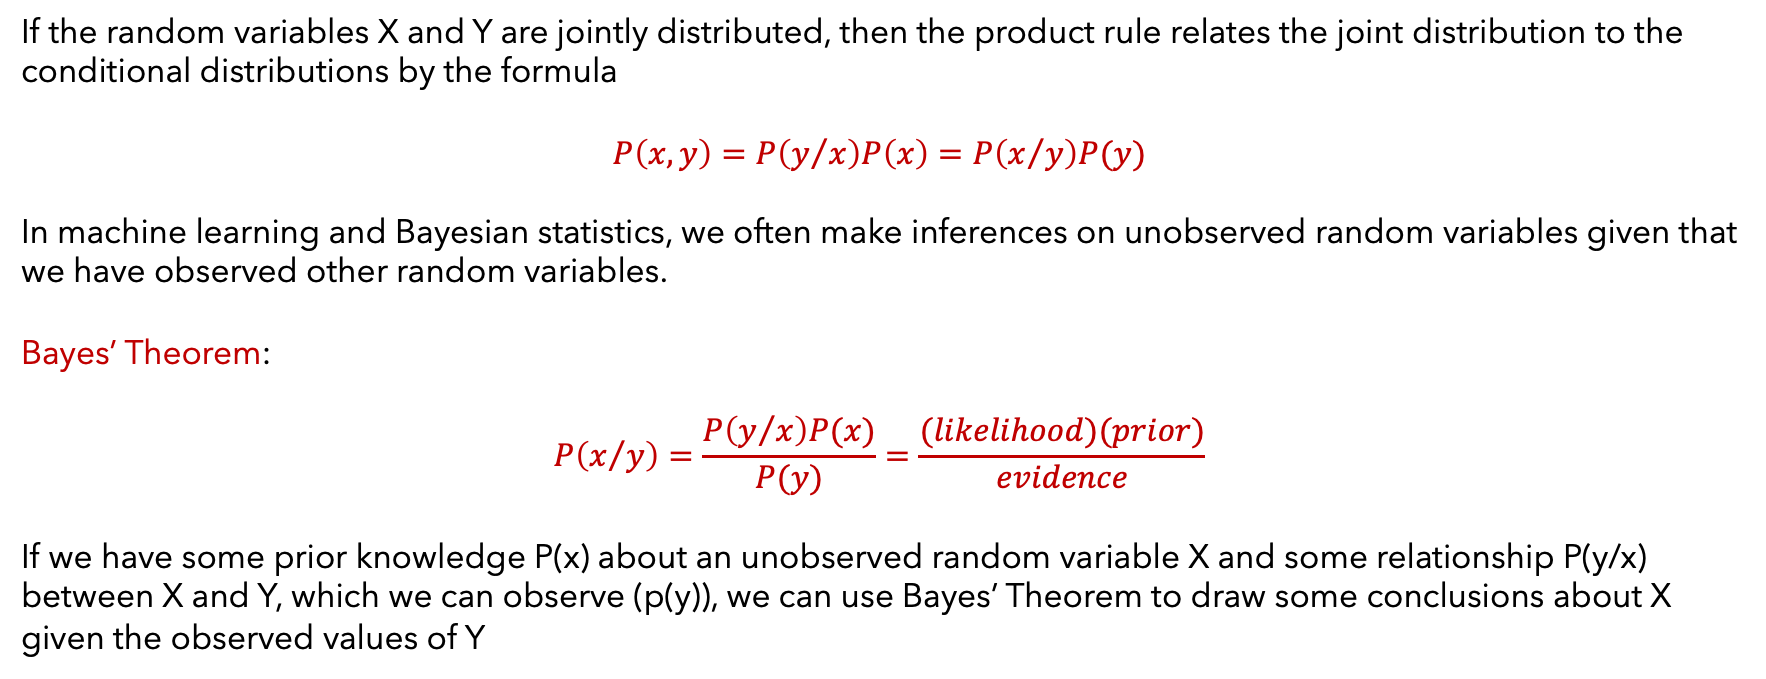 If the random variables X and Y are jointly distributed, then the product rule relates the joint distribution to the
conditional distributions by the formula
P(x,y) = P(y/x)P(x) = P(x/y)P(y)
In machine learning and Bayesian statistics, we often make inferences on unobserved random variables given that
we have observed other random variables.
Bayes’ Theorem:
P(x/y) = \frac{P(y/x)P(x)}{P(y)} = \frac{(likelihood)(prior)}{evidence}
If we have some prior knowledge P(x) about an unobserved random variable X and some relationship P(y/x)
between X and Y, which we can observe (p(y)), we can use Bayes’ Theorem to draw some conclusions about X
given the observed values of Y